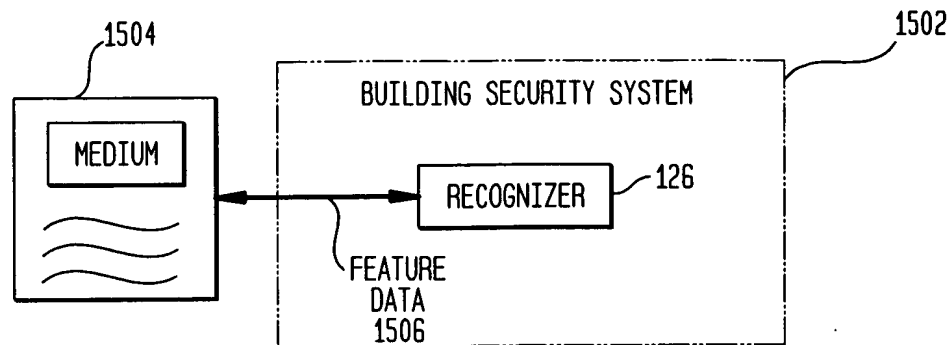 1504
1502
BUILDING SECURITY SYSTEM
MEDIUM
RECOGNIZER
126
FEATURE
DATA
1506